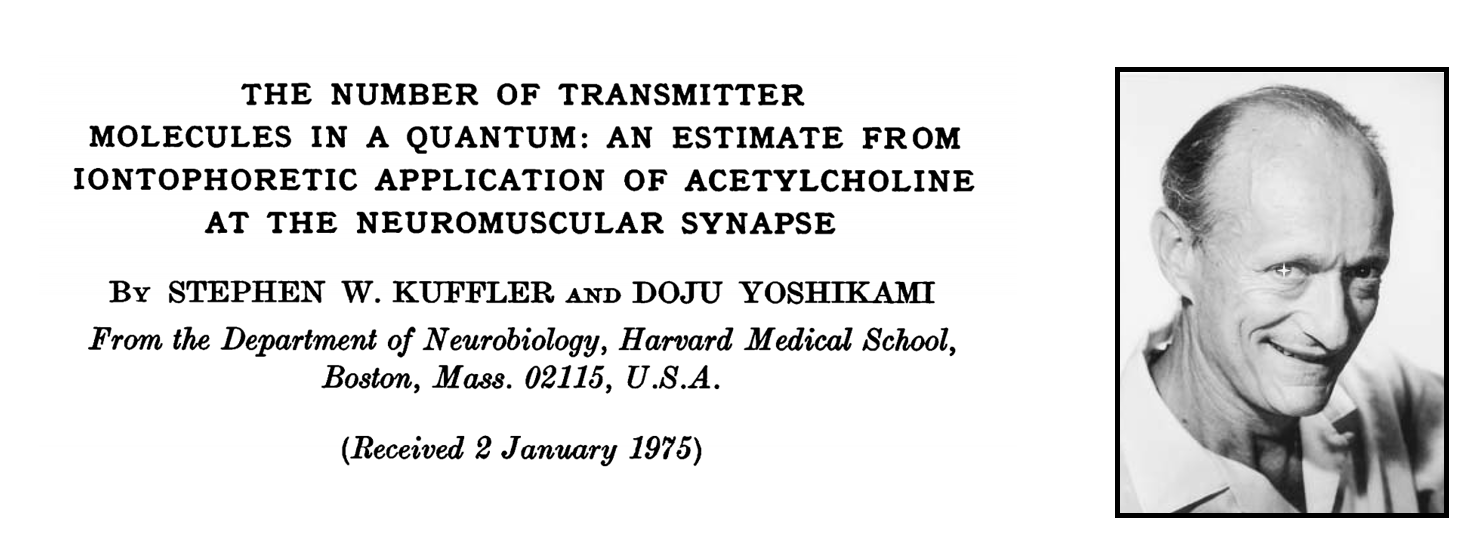 THE NUMBER OF TRANSMITTER
MOLECULES IN A QUANTUM: AN ESTIMATE FROM
IONTOPHORETIC APPLICATION OF ACETYLCHOLINE
AT THE NEUROMUSCULAR SYNAPSE
By STEPHEN W. KUFFLER AND DOJU YOSHIKAMI
From the Department of Neurobiology, Harvard Medical School,
Boston, Mass. 02115, U.S.A.
(Received 2 January 1975)